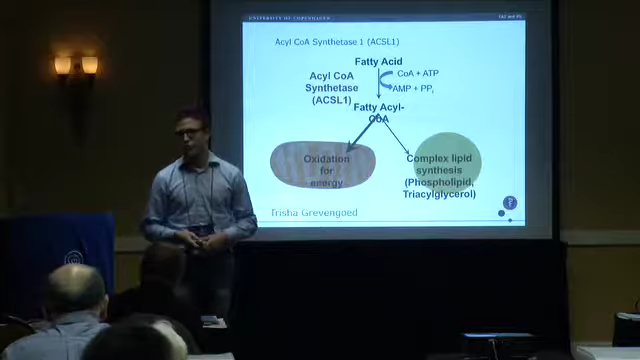 UNIVERSITY OF COPENHAGEN
Acyl CoA Synthetase 1 (ACSL1)
Fatty Acid
Acyl CoA
Synthetase
(ACSL1)
CoA + ATP
AMP + PPi
Fatty Acyl-
CoA
Oxidation
for
energy
Complex lipid
synthesis
(Phospholipid,
Triacylglycerol)
Trisha Grevengoed